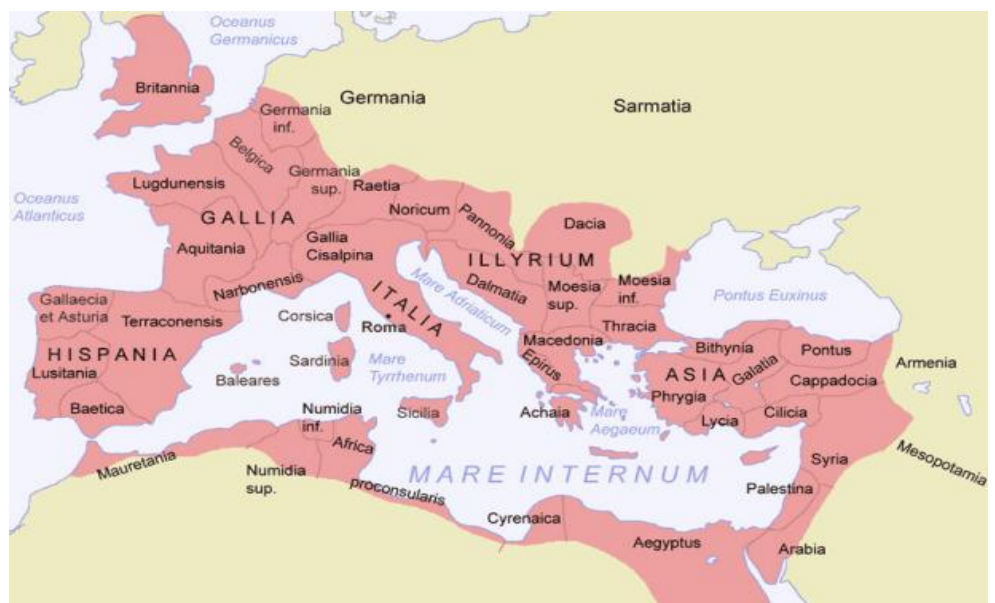 Oceanus
Germanicus
Britannia
Germania
Sarmatia
Germania
inf.
Belgica
Lugdunensis
Germania
sup.
Raetia
Oceanus
Atlanticus
GALLIA
Noricum
Pannonia
Dacia
Aquitania
Gallia
Cisalpina
ILLYRIUM
Narbonensis
Dalmatia
Moesia
sup.
Moesia
inf.
Pontus Euxinus
Gallaecia
et Asturia
Terraconensis
Corsica
ITALIA
Roma
Mare Adriaticum
Thracia
Macedonia
Bithynia
Pontus
Armenia
HISPANIA
Lusitania
Sardinia
Mare
Tyrrhenum
Epirus
ASIA
Galatia
Cappadocia
Baleares
Phrygia
Baetica
Numidia
inf.
Sicilia
Achaia
Mare
Aegaeum
Lycia
Cilicia
Africa
Mauretania
Numidia
sup.
proconsularis
MARE INTERNUM
Syria
Mesopotamia
Palestina
Cyrenaica
Aegyptus
Arabia